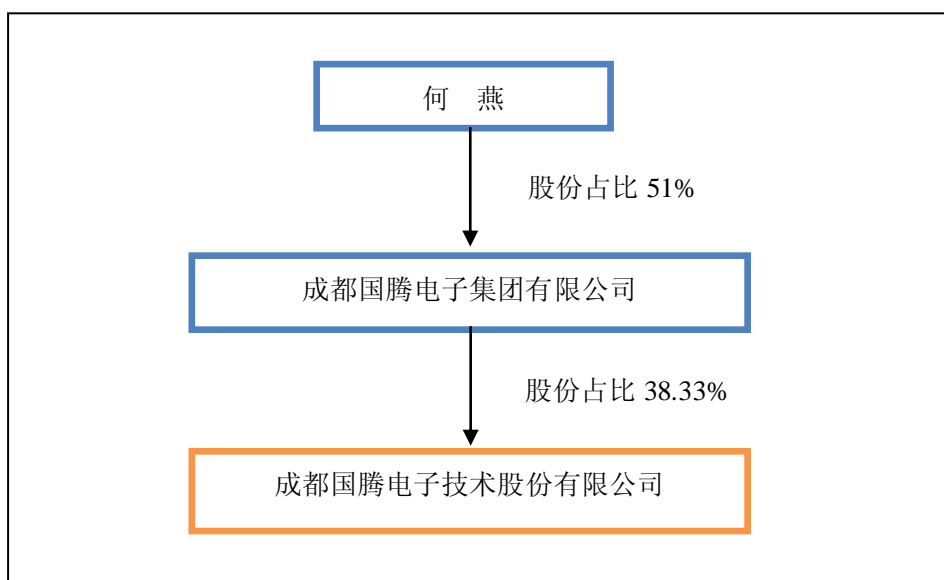 何　燕
股份占比 51%
成都国腾电子集团有限公司
股份占比 38.33%
成都国腾电子技术股份有限公司